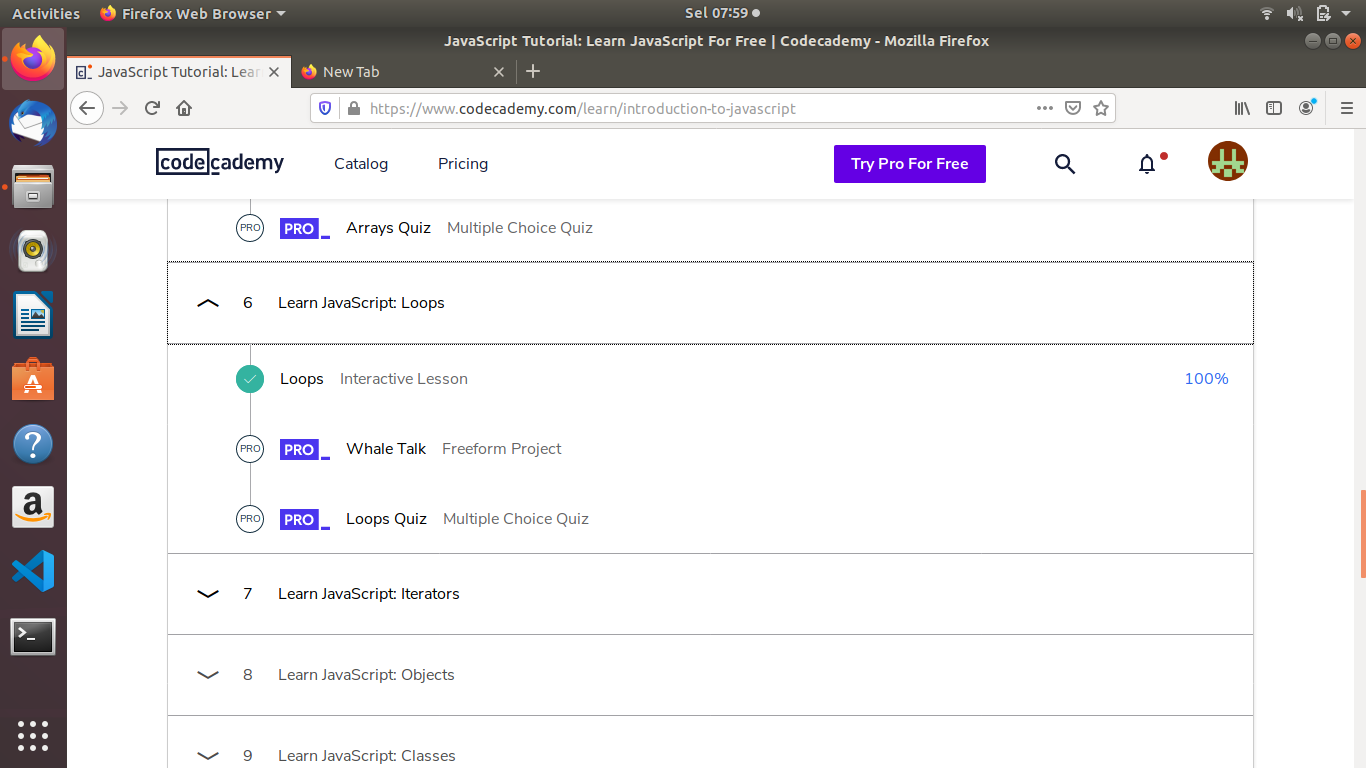 Activities Firefox Web Browser Sel 07:59
JavaScript Tutorial: Learn JavaScript For Free | Codecademy - Mozilla Firefox
JavaScript Tutorial: Lear New Tab
https://www.codecademy.com/learn/introduction-to-javascript
codecademy Catalog Pricing Try Pro For Free
PRO PRO_ Arrays Quiz Multiple Choice Quiz
6 Learn JavaScript: Loops
Loops Interactive Lesson 100%
PRO PRO_ Whale Talk Freeform Project
PRO PRO_ Loops Quiz Multiple Choice Quiz
7 Learn JavaScript: Iterators
8 Learn JavaScript: Objects
9 Learn JavaScript: Classes